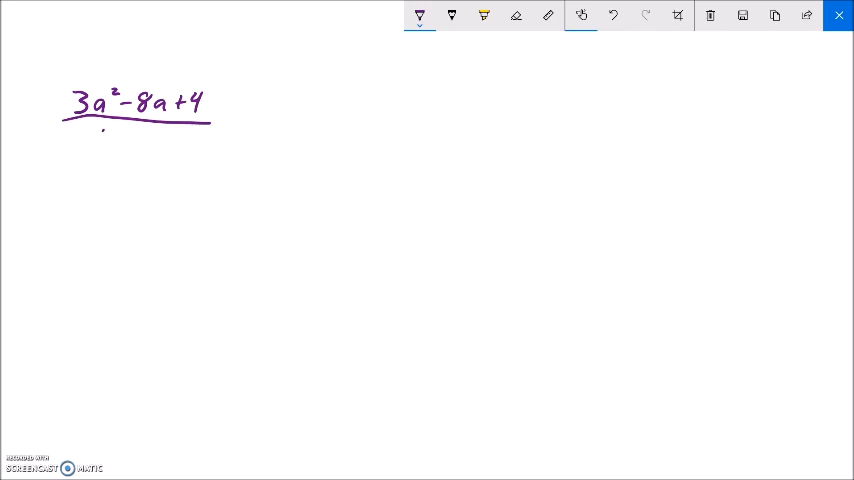 3a² - 8a + 4
RECORDED WITH
SCREENCAST MATIC